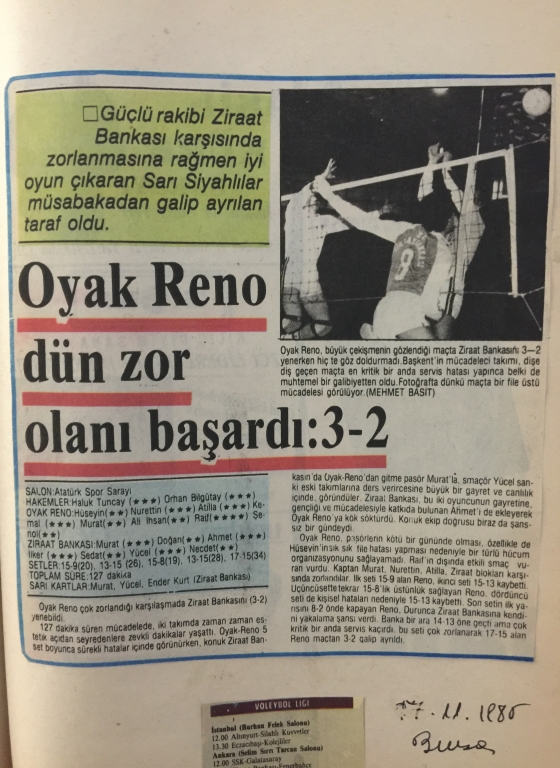 □Güçlü rakibi Ziraat
Bankası karşısında
zorlanmasına rağmen iyi
oyun çıkaran Sarı Siyahlılar
müsabakadan galip ayrılan
taraf oldu.
9
Oyak Reno
dün zor
olanı başardı:3-2
Oyak Reno, büyük çekişmenin gözlendiği maçta Ziraat Bankasını 3—2
yenerken hiç te göz doldurmadı.Başkent'in mücadeleci takımı, dişe
diş geçen maçta en kritik bir anda servis hatası yapınca belki de
muhtemel bir galibiyetten oldu.Fotoğrafta dünkü maçta bir file üstü
mücadelesi görülüyor.(MEHMET BASİT)
SALON:Atatürk Spor Sarayı
HAKEMLER:Haluk Tuncay (★★★) Orhan Bilgütay (★★★)
OYAK RENO:Hüseyin(★★) Nurettin (★★★) Atilla (★★★) Ke-
mal (★★★) Murat(★★) Ali İhsan(★★) Raif(★★★★) Şe-
nol(★★)
ZİRAAT BANKASI:Murat (★★★) Doğan(★★) Ahmet (★★★)
İlker (★★★) Sedat(★★) Yücel (★★★) Necdet(★★)
SETLER:15-9(20), 13-15 (26), 15-8(19), 13-15(28), 17-15(34)
TOPLAM SÜRE:127 dakika
SARI KARTLAR:Murat, Yücel, Ender Kurt (Ziraat Bankası)
Oyak Reno çok zorlandığı karşılaşmada Ziraat Bankasını (3-2)
yenebildi.
127 dakika süren mücadelede, iki takımda zaman zaman es-
tetik açıdan seyredenlere zevkli dakikalar yaşattı. Oyak-Reno 5
set boyunca sürekli hatalar içinde görünürken, konuk Ziraat Ban-
kasın'da Oyak-Reno'dan gitme pasör Murat'la, smaçör Yücel san-
ki eski takımlarına ders verircesine büyük bir gayret ve canlılık
içinde, göründüler. Ziraat Bankası, bu iki oyuncunun gayretine,
gençliği ve mücadelesiyle katkıda bulunan Ahmet'i de ekleyerek
Oyak Reno'ya kök söktürdü. Konuk ekip doğrusu biraz da şans-
sız bir gündeydi.
Oyak Reno, pasörlerin kötü bir gününde olması, özellikle de
Hüseyin'in sık sık file hatası yapması nedeniyle bir türlü hücum
organizasyonunu sağlayamadı. Raif'ın dışında etkili smaç vu-
ran vurdu. Kaptan Murat, Nurettin, Atilla, Ziraat blokları karşı-
sında zorlandılar. İlk seti 15-9 alan Reno, ikinci seti 15-13 kaybetti.
Üçüncüsette tekrar 15-8'lik üstünlük sağlayan Reno, dördüncü
seti de kişisel hataları nedeniyle 15-13 kaybetti. Son setin ilk ya-
rısını 8-2 önde kapayan Reno, Durunca Ziraat Bankasına kendi-
ni yakalama şansı verdi. Banka bir ara 14-13 öne geçti ama çok
kritik bir anda servis kaçırdı, bu seti çok zorlanarak 17-15 alan
Reno maçtan 3-2 galip ayrıldı.
VOLEYBOL LİGİ
İstanbul (Burhan Felek Salonu)
12.00 Altınyurt-Silahlı Kuvvetler
13.30 Eczacıbaşı-Kolejliler
Ankara (Selim Sırrı Tarcan Salonu)
12.00 SSK-Galatasaray
17.11.1985
Bursa